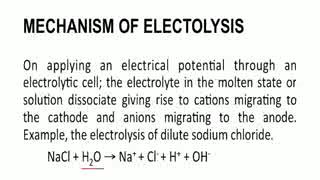 MECHANISM OF ELECTOLYSIS
On applying an electrical potential through an
electrolytic cell; the electrolyte in the molten state or
solution dissociate giving rise to cations migrating to
the cathode and anions migrating to the anode.
Example, the electrolysis of dilute sodium chloride.
NaCl + H₂O → Na⁺ + Cl⁻ + H⁺ + OH⁻